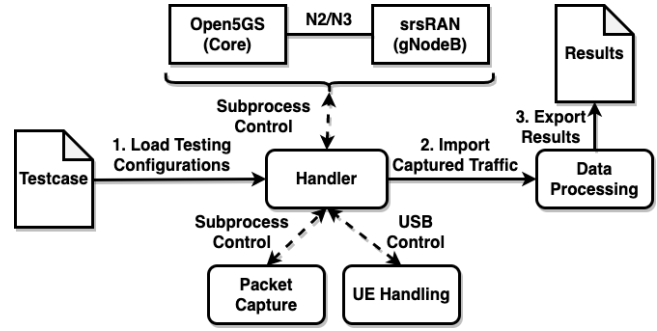 Open5GS
(Core)
N2/N3
srsRAN
(gNodeB)
Results
Subprocess
Control
3. Export
Results
1. Load Testing
Configurations
2. Import
Captured Traffic
Testcase
Handler
Data
Processing
Subprocess
Control
USB
Control
Packet
Capture
UE Handling